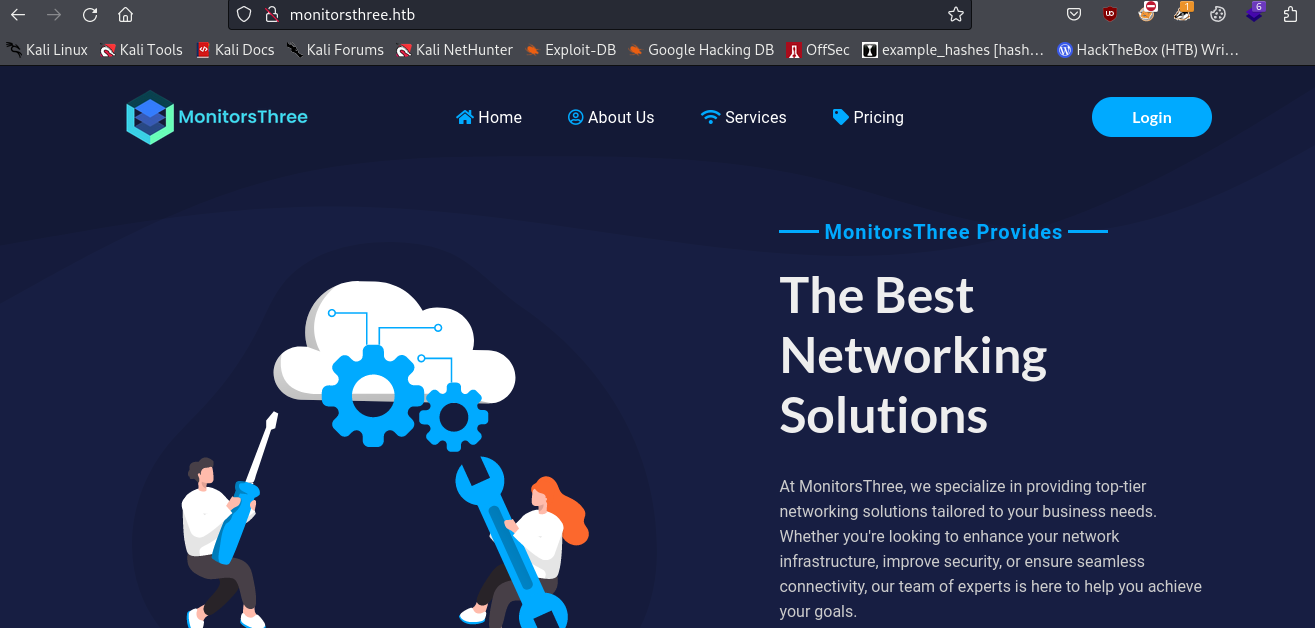 monitorsthree.htb
1
6
Kali Linux Kali Tools Kali Docs Kali Forums Kali NetHunter Exploit-DB Google Hacking DB OffSec example_hashes [hash… HackTheBox (HTB) Wri…
MonitorsThree Home About Us Services Pricing Login
MonitorsThree Provides
The Best
Networking
Solutions
At MonitorsThree, we specialize in providing top-tier
networking solutions tailored to your business needs.
Whether you're looking to enhance your network
infrastructure, improve security, or ensure seamless
connectivity, our team of experts is here to help you achieve
your goals.